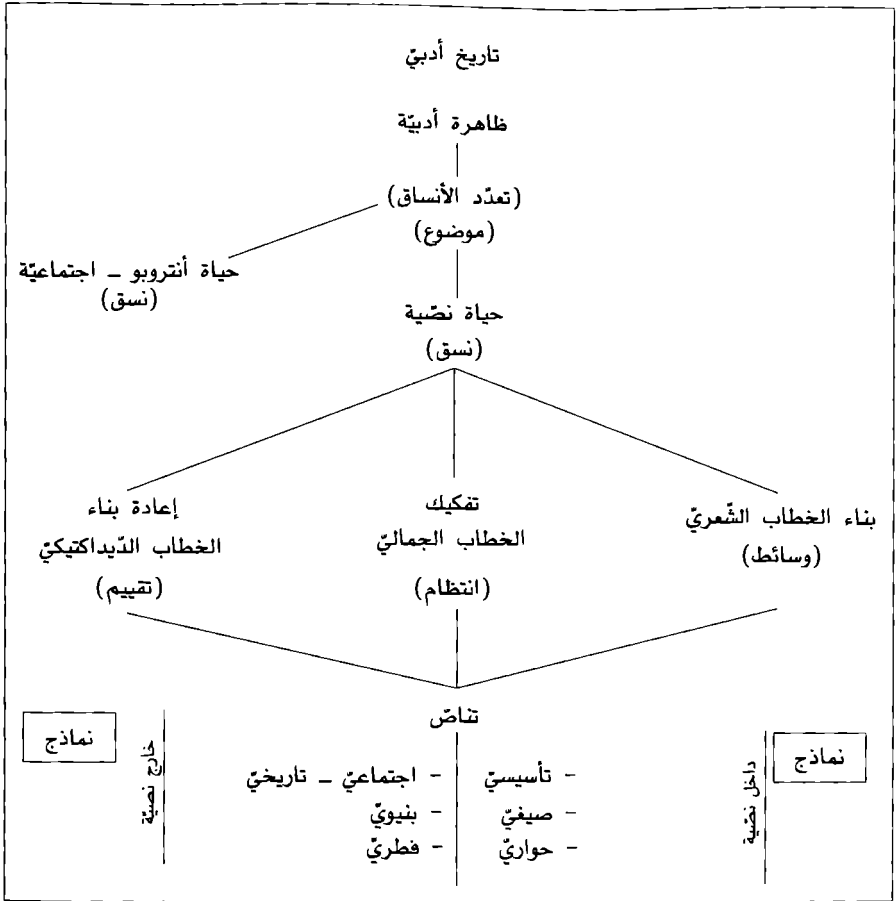 تاريخ أدبيّ
ظاهرة أدبيّة
(تعدّد الأنساق)
(موضوع)
حياة أنتروبو – اجتماعيّة
(نسق)
حياة نصّية
(نسق)
بناء الخطاب الشّعريّ
(وسائط)
تفكيك
الخطاب الجماليّ
(انتظام)
إعادة بناء
الخطاب الدّيداكتيكيّ
(تقييم)
تناصّ
نماذج
داخل نصّية
- تأسيسيّ
- صيغيّ
- حواريّ
- اجتماعيّ – تاريخيّ
- بنيويّ
- فطريّ
خارج نصيّة
نماذج